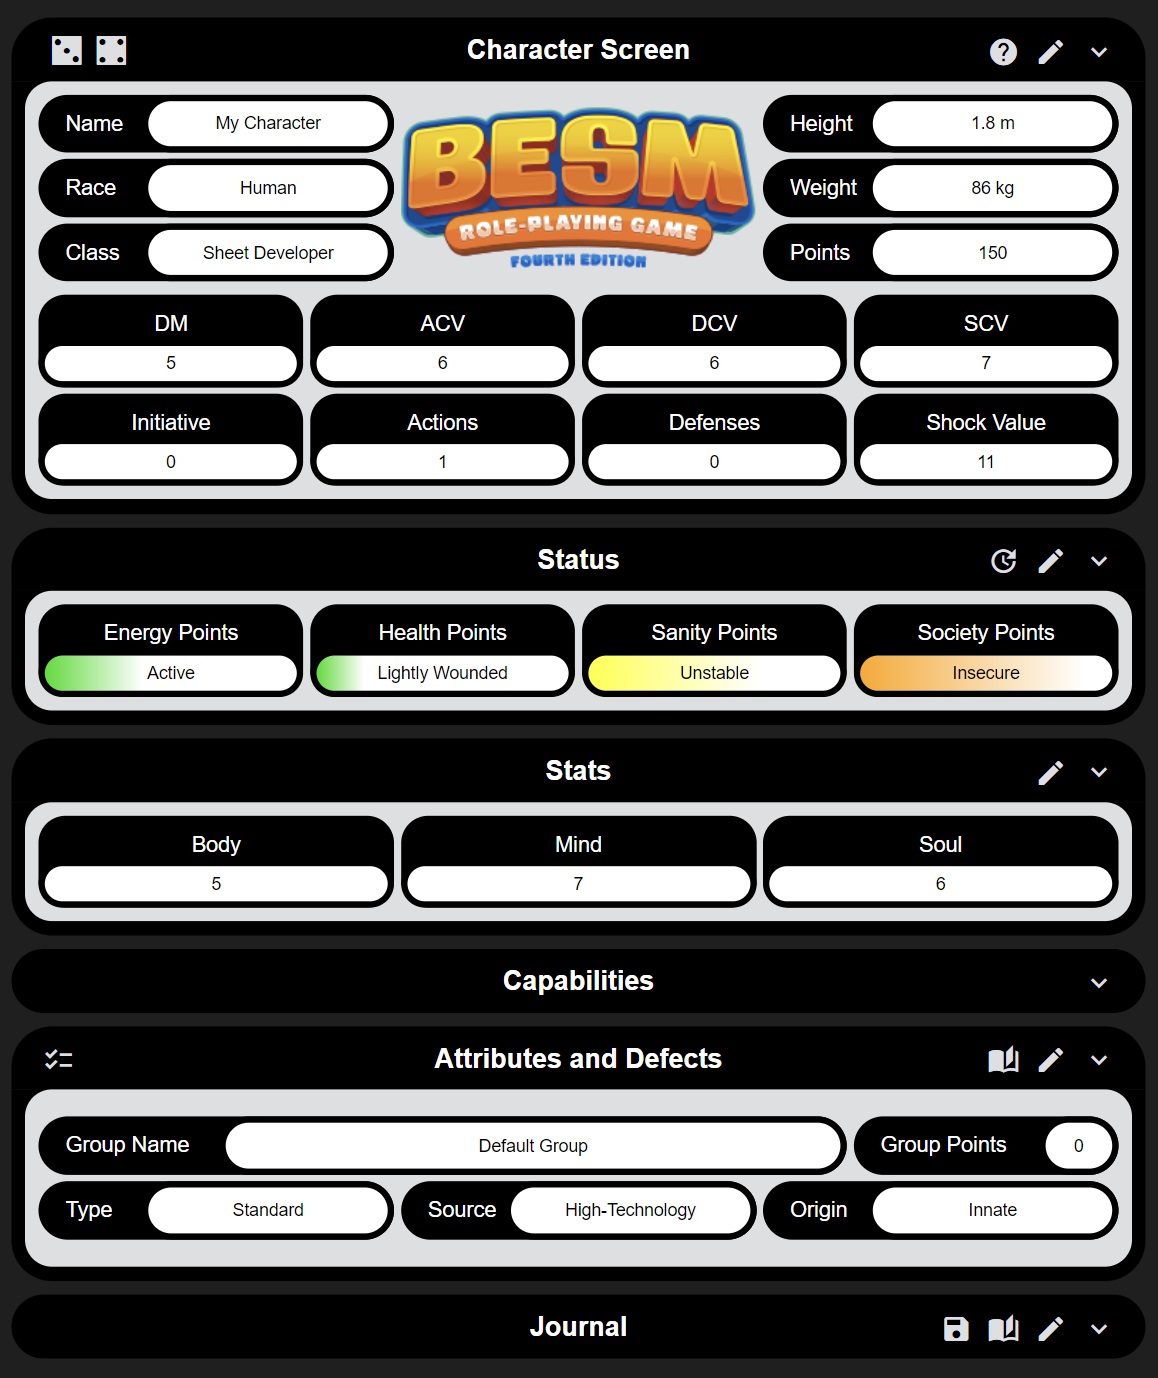 Character Screen
Name My Character
Race Human
Class Sheet Developer
BESM
ROLE-PLAYING GAME
FOURTH EDITION
Height 1.8 m
Weight 86 kg
Points 150
DM ACV DCV SCV
5 6 6 7
Initiative Actions Defenses Shock Value
0 1 0 11
Status
Energy Points Health Points Sanity Points Society Points
Active Lightly Wounded Unstable Insecure
Stats
Body Mind Soul
5 7 6
Capabilities
Attributes and Defects
Group Name Default Group Group Points 0
Type Standard Source High-Technology Origin Innate
Journal